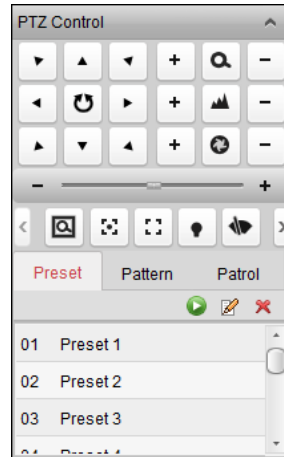 PTZ Control
Preset Pattern Patrol
01 Preset 1
02 Preset 2
03 Preset 3